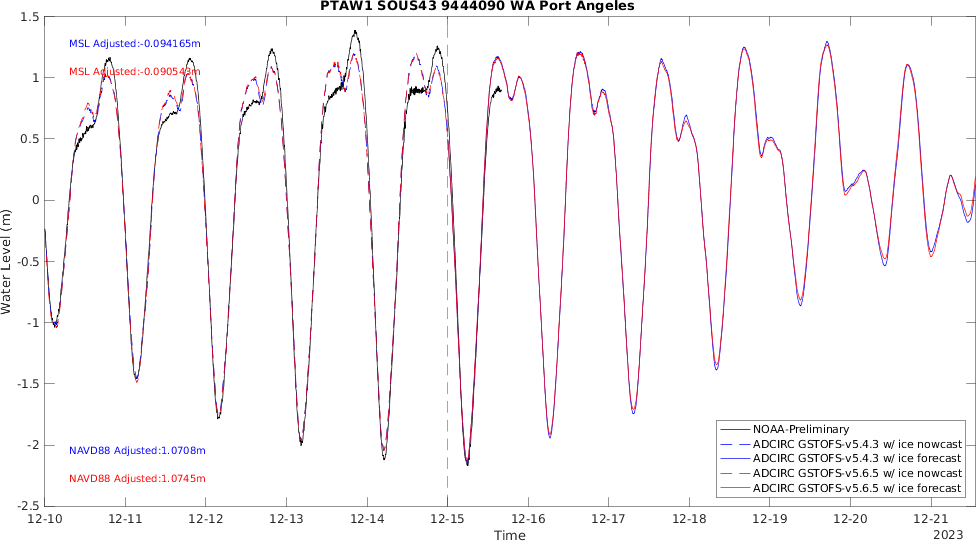 PTAW1 SOUS43 9444090 WA Port Angeles
1.5
1
0.5
0
-0.5
-1
-1.5
-2
-2.5
Water Level (m)
MSL Adjusted:-0.094165m
MSL Adjusted:-0.090543m
NAVD88 Adjusted:1.0708m
NAVD88 Adjusted:1.0745m
NOAA-Preliminary
ADCIRC GSTOFS-v5.4.3 w/ ice nowcast
ADCIRC GSTOFS-v5.4.3 w/ ice forecast
ADCIRC GSTOFS-v5.6.5 w/ ice nowcast
ADCIRC GSTOFS-v5.6.5 w/ ice forecast
12-10 12-11 12-12 12-13 12-14 12-15 12-16 12-17 12-18 12-19 12-20 12-21
Time
2023